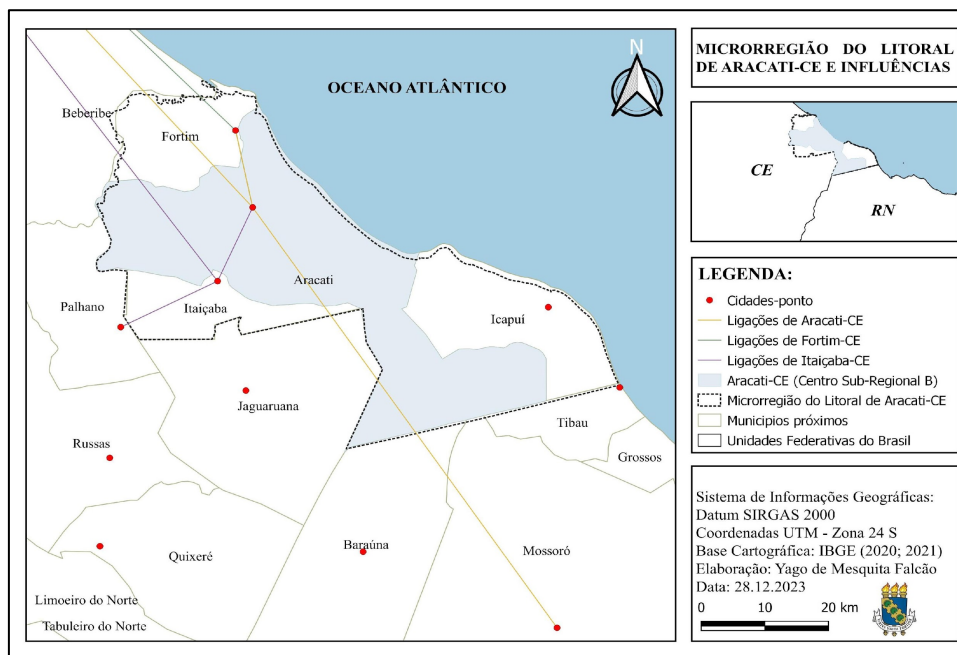 N
OCEANO ATLÂNTICO
Beberibe
Fortim
Aracati
Palhano
Itaiçaba
Icapuí
Jaguaruana
Tibau
Russas
Grossos
Baraúna
Mossoró
Quixeré
Limoeiro do Norte
Tabuleiro do Norte
MICRORREGIÃO DO LITORAL
DE ARACATI-CE E INFLUÊNCIAS
CE
RN
LEGENDA:
Cidades-ponto
Ligações de Aracati-CE
Ligações de Fortim-CE
Ligações de Itaiçaba-CE
Aracati-CE (Centro Sub-Regional B)
Microrregião do Litoral de Aracati-CE
Municipios próximos
Unidades Federativas do Brasil
Sistema de Informações Geográficas:
Datum SIRGAS 2000
Coordenadas UTM - Zona 24 S
Base Cartográfica: IBGE (2020; 2021)
Elaboração: Yago de Mesquita Falcão
Data: 28.12.2023
0 10 20 km